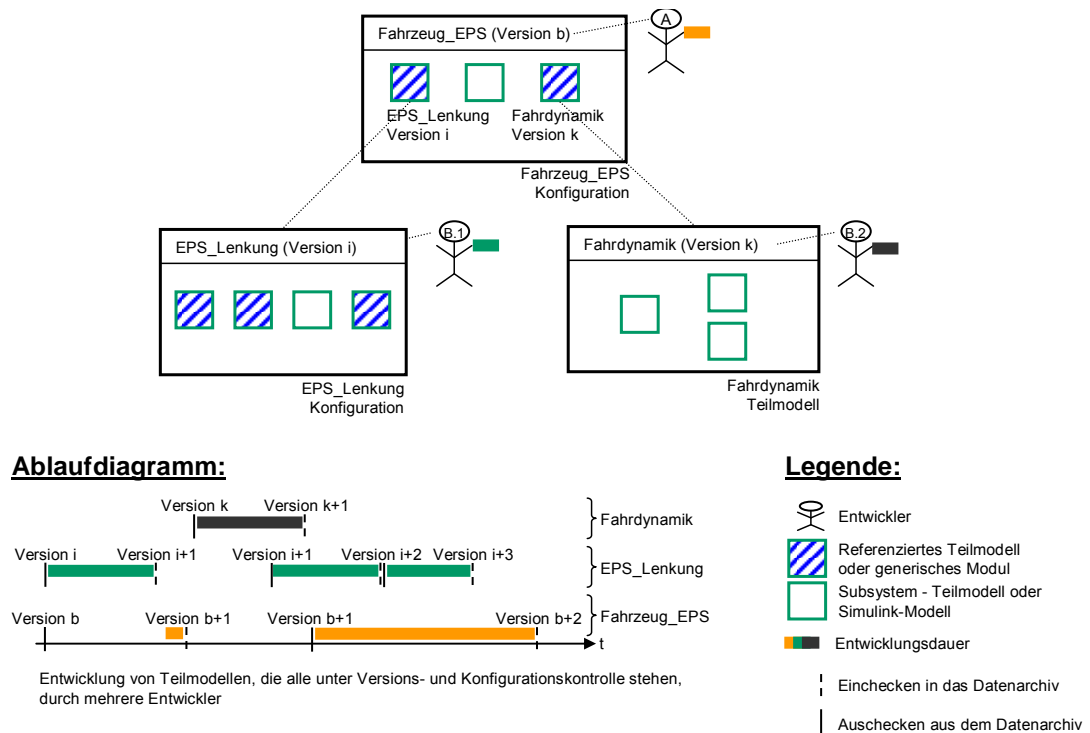 Fahrzeug_EPS (Version b)
A
EPS_Lenkung
Version i
Fahrdynamik
Version k
Fahrzeug_EPS
Konfiguration
EPS_Lenkung (Version i)
B.1
EPS_Lenkung
Konfiguration
Fahrdynamik (Version k)
B.2
Fahrdynamik
Teilmodell
Ablaufdiagramm:
Version k
Version k+1
Fahrdynamik
Version i
Version i+1
Version i+1
Version i+2
Version i+3
EPS_Lenkung
Version b
Version b+1
Version b+1
Version b+2
Fahrzeug_EPS
t
Entwicklung von Teilmodellen, die alle unter Versions- und Konfigurationskontrolle stehen,
durch mehrere Entwickler
Legende:
Entwickler
Referenziertes Teilmodell
oder generisches Modul
Subsystem - Teilmodell oder
Simulink-Modell
Entwicklungsdauer
Einchecken in das Datenarchiv
Auschecken aus dem Datenarchiv